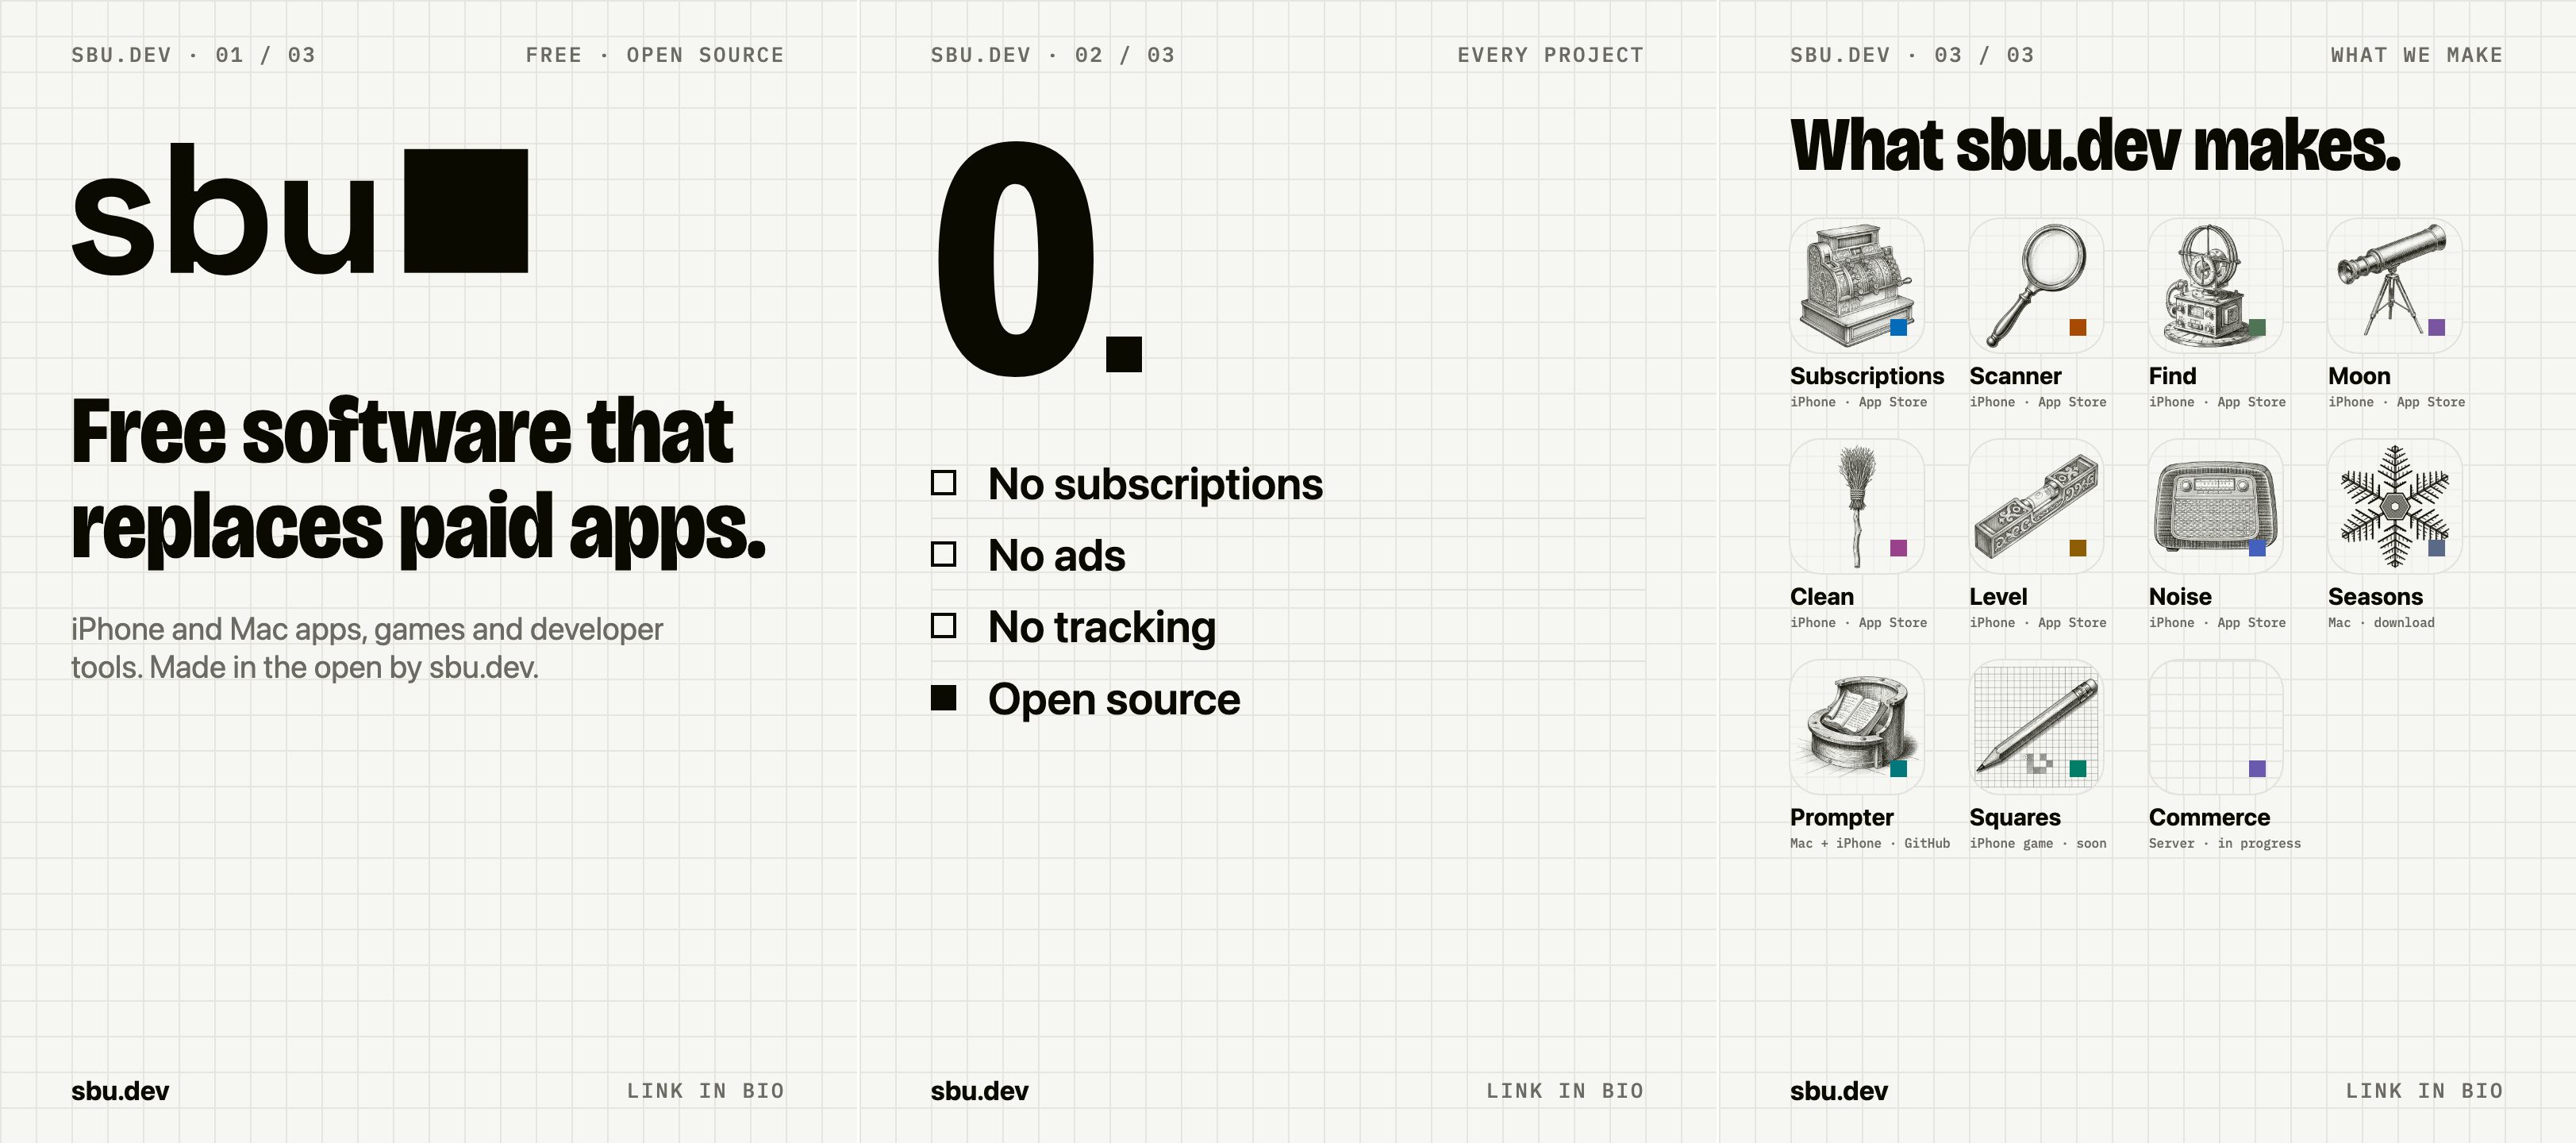 SBU.DEV · 01 / 03
FREE · OPEN SOURCE
sbu
Free software that
replaces paid apps.
iPhone and Mac apps, games and developer
tools. Made in the open by sbu.dev.
sbu.dev
LINK IN BIO
SBU.DEV · 02 / 03
EVERY PROJECT
0.
No subscriptions
No ads
No tracking
Open source
sbu.dev
LINK IN BIO
SBU.DEV · 03 / 03
WHAT WE MAKE
What sbu.dev makes.
Subscriptions
iPhone · App Store
Scanner
iPhone · App Store
Find
iPhone · App Store
Moon
iPhone · App Store
Clean
iPhone · App Store
Level
iPhone · App Store
Noise
iPhone · App Store
Seasons
Mac · download
Prompter
Mac + iPhone · GitHub
Squares
iPhone game · soon
Commerce
Server · in progress
sbu.dev
LINK IN BIO